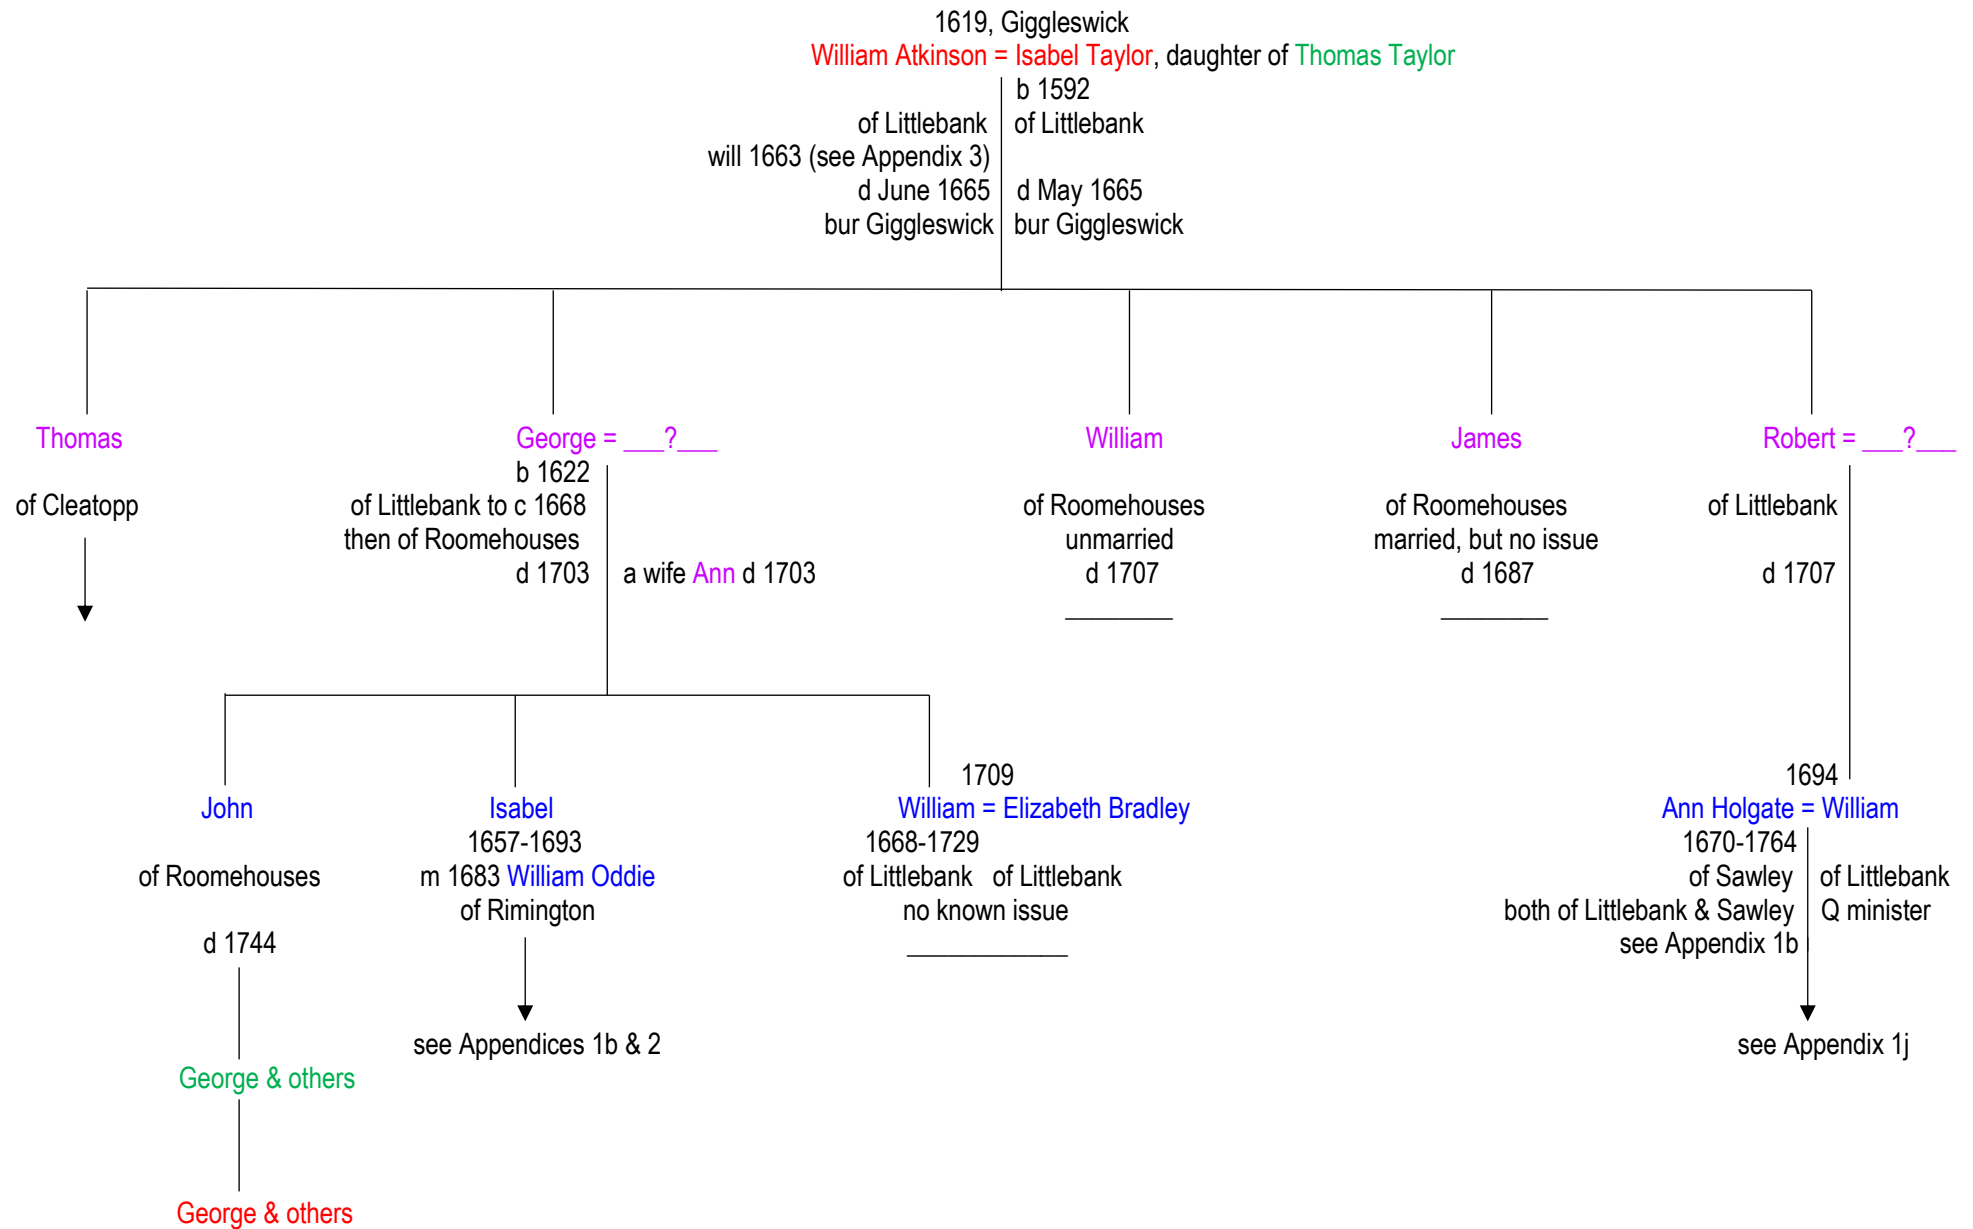 1619, Giggleswick
William Atkinson = Isabel Taylor, daughter of Thomas Taylor
b 1592
of Littlebank of Littlebank
will 1663 (see Appendix 3)
d June 1665 d May 1665
bur Giggleswick bur Giggleswick
Thomas George = ___?___ William James Robert = ___?___
b 1622
of Cleatopp of Littlebank to c 1668 of Roomehouses of Roomehouses of Littlebank
then of Roomehouses unmarried married, but no issue
d 1703 a wife Ann d 1703 d 1707 d 1687 d 1707
1709 1694
John Isabel William = Elizabeth Bradley Ann Holgate = William
1657-1693 1668-1729 1670-1764
of Roomehouses m 1683 William Oddie of Littlebank of Littlebank of Sawley of Littlebank
of Rimington no known issue both of Littlebank & Sawley Q minister
d 1744 see Appendix 1b
see Appendices 1b & 2 see Appendix 1j
George & others
George & others